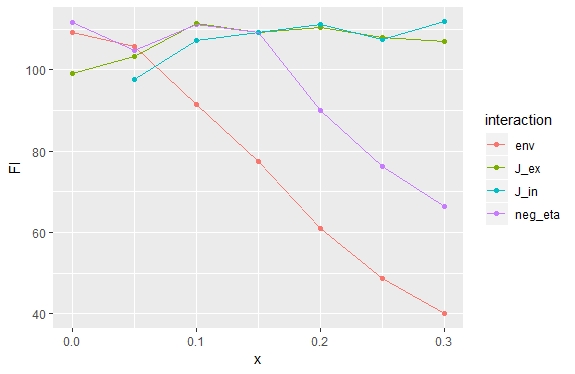 100
80
60
40
FI
0.0
0.1
0.2
0.3
x
interaction
env
J_ex
J_in
neg_eta